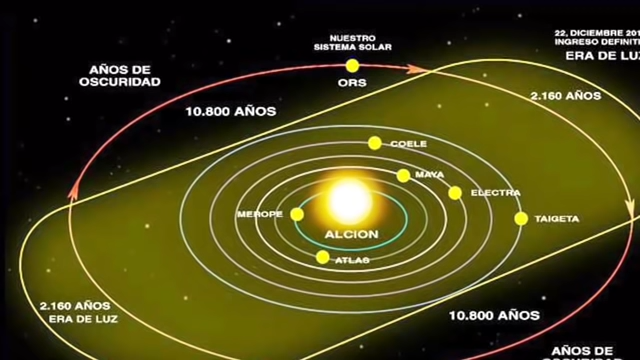 NUESTRO
SISTEMA SOLAR
22, DICIEMBRE 201
INGRESO DEFINIT
ERA DE LUZ
AÑOS DE
OSCURIDAD
ORS
2.160 AÑOS
10.800 AÑOS
COELE
MAYA
ELECTRA
MEROPE
TAIGETA
ALCION
ATLAS
2.160 AÑOS
ERA DE LUZ
10.800 AÑOS
AÑOS DE
OSCURIDAD